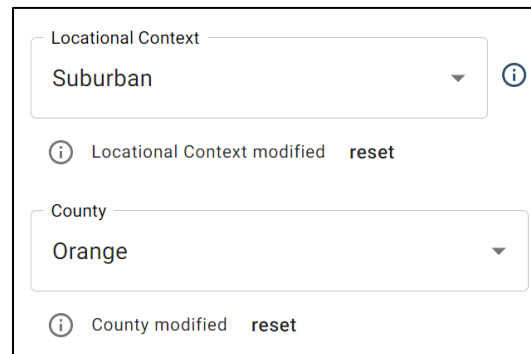 Locational Context
Suburban
Locational Context modified reset
County
Orange
County modified reset